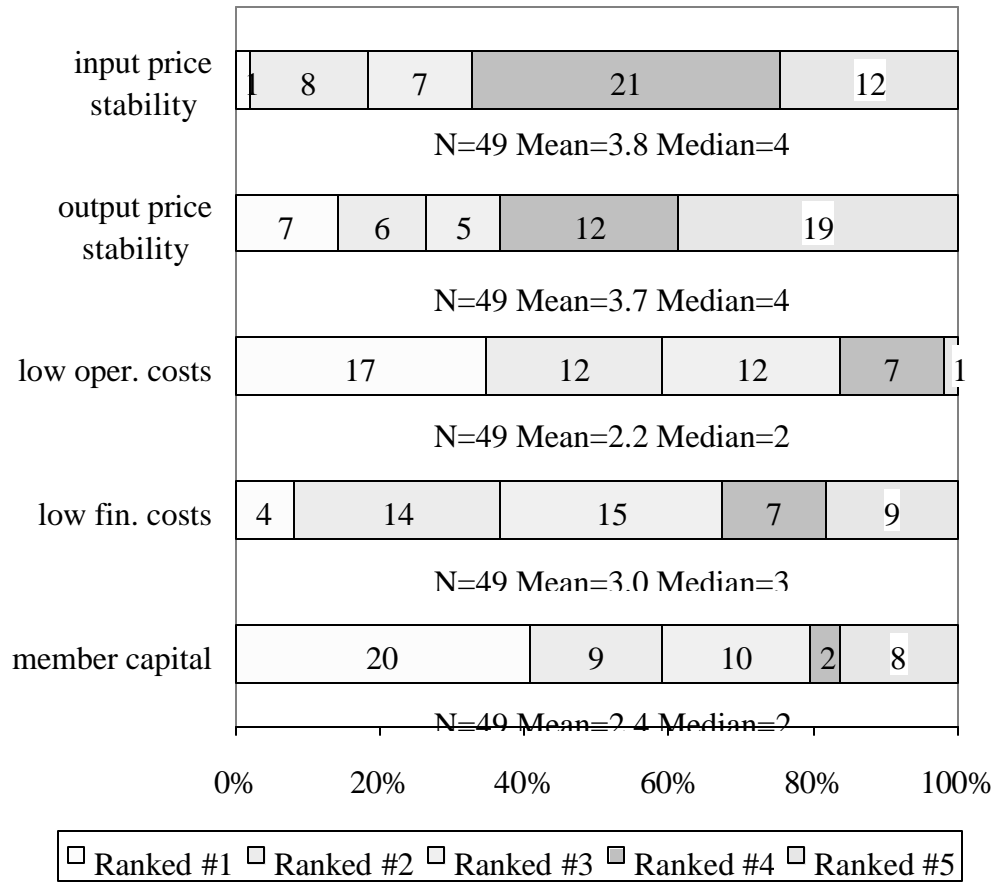 input price
stability
1 8 7 21 12
N=49 Mean=3.8 Median=4
output price
stability
7 6 5 12 19
N=49 Mean=3.7 Median=4
low oper. costs
17 12 12 7 1
N=49 Mean=2.2 Median=2
low fin. costs
4 14 15 7 9
N=49 Mean=3.0 Median=3
member capital
20 9 10 2 8
N=49 Mean=2.4 Median=2
0% 20% 40% 60% 80% 100%
Ranked #1 Ranked #2 Ranked #3 Ranked #4 Ranked #5